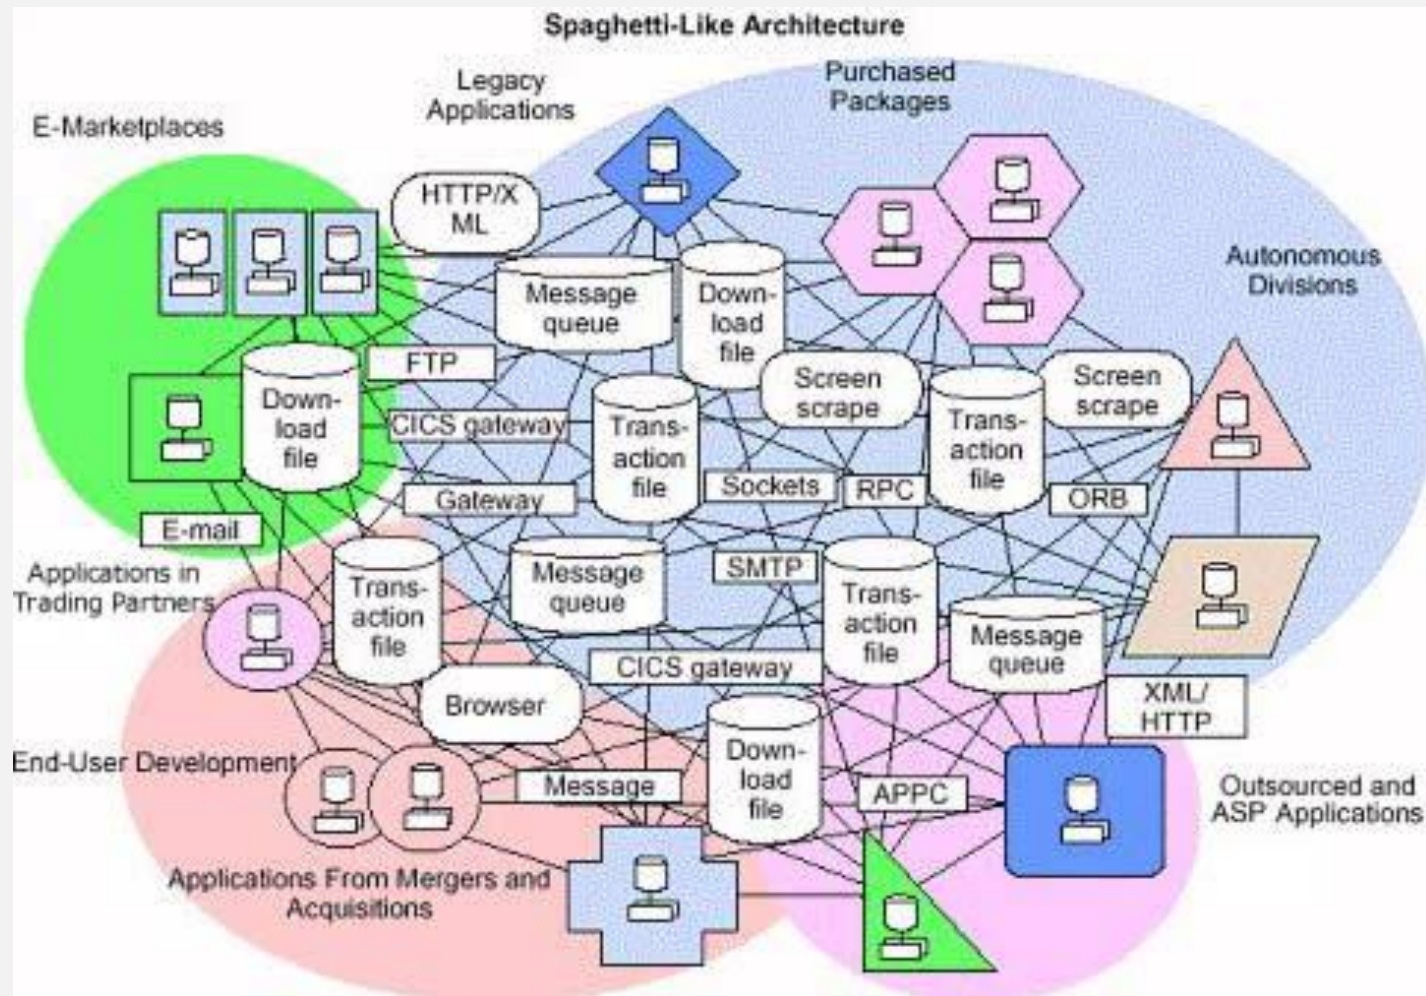 Spaghetti-Like Architecture
Legacy
Applications
Purchased
Packages
E-Marketplaces
HTTP/X
ML
Autonomous
Divisions
Message
queue
Down-
load
file
FTP
Screen
scrape
Screen
scrape
Down-
load
file
CICS gateway
Trans-
action
file
Trans-
action
file
Gateway
Sockets
RPC
ORB
E-mail
Applications in
Trading Partners
Trans-
action
file
Message
queue
SMTP
Trans-
action
file
Message
queue
CICS gateway
Browser
XML/
HTTP
End-User Development
Message
Down-
load
file
APPC
Outsourced and
ASP Applications
Applications From Mergers and
Acquisitions